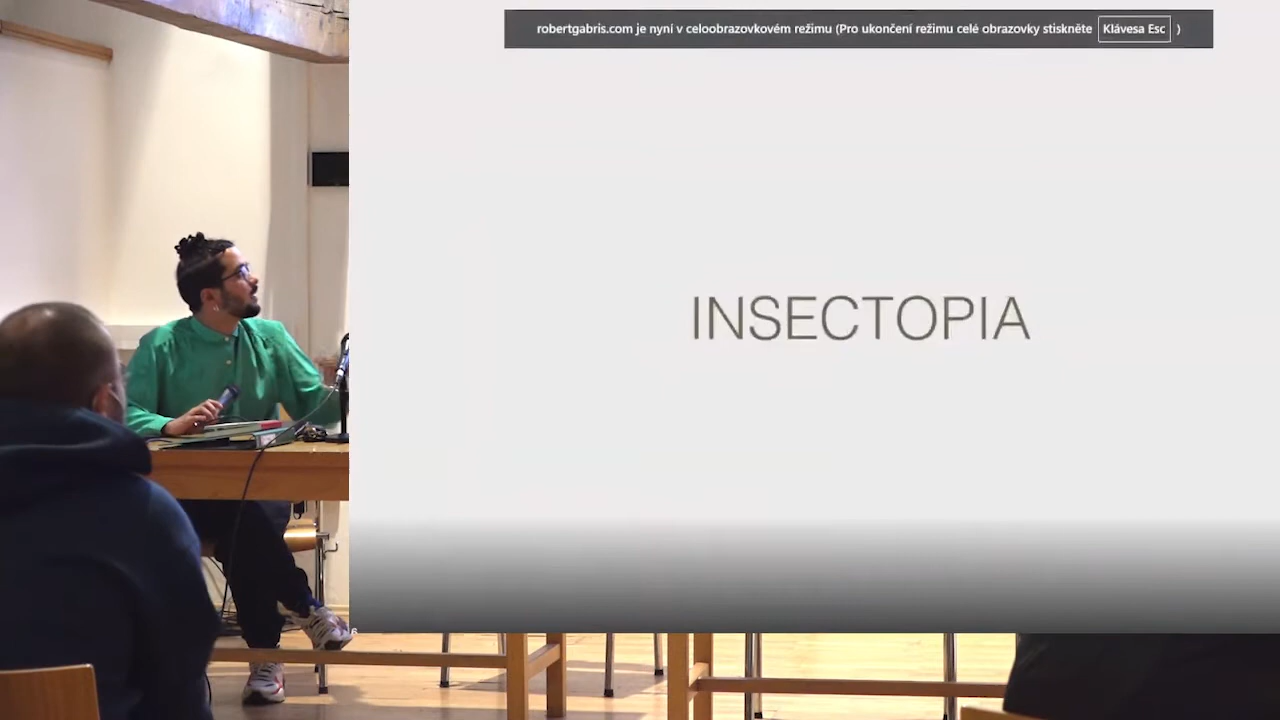 robertgabris.com je nyní v celoobrazovkovém režimu (Pro ukončení režimu celé obrazovky stiskněte Klávesa Esc )
INSECTOPIA